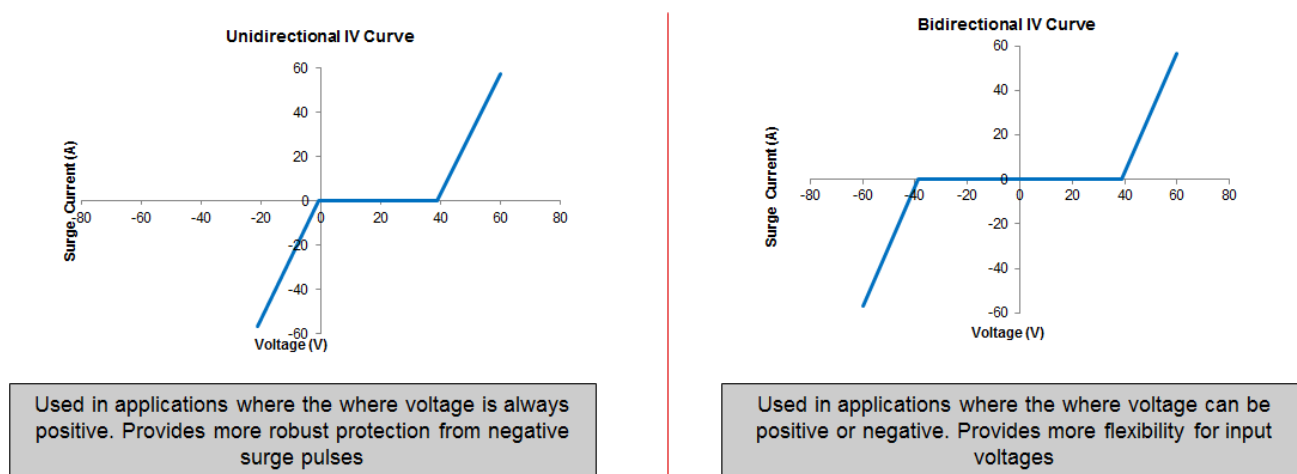 Unidirectional IV Curve
60
40
20
0
-80 -60 -40 -20 0 20 40 60 80
-20
-40
-60
Surge Current (A)
Voltage (V)
Used in applications where the where voltage is always
positive. Provides more robust protection from negative
surge pulses
Bidirectional IV Curve
60
40
20
0
-80 -60 -40 -20 0 20 40 60 80
-20
-40
-60
Surge Current (A)
Voltage (V)
Used in applications where the where voltage can be
positive or negative. Provides more flexibility for input
voltages